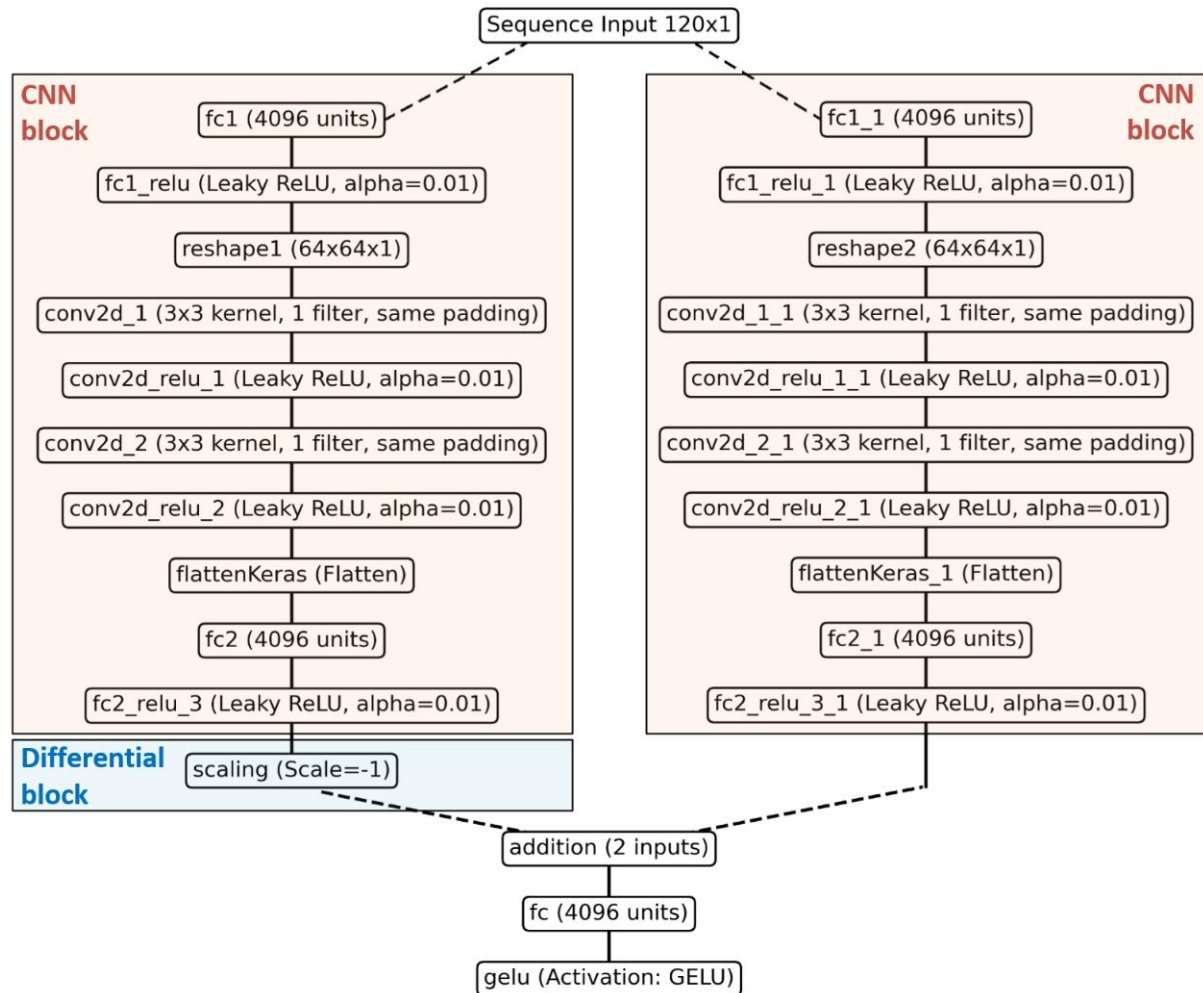 Sequence Input 120x1
CNN
block
fc1 (4096 units)
fc1_relu (Leaky ReLU, alpha=0.01)
reshape1 (64x64x1)
conv2d_1 (3x3 kernel, 1 filter, same padding)
conv2d_relu_1 (Leaky ReLU, alpha=0.01)
conv2d_2 (3x3 kernel, 1 filter, same padding)
conv2d_relu_2 (Leaky ReLU, alpha=0.01)
flattenKeras (Flatten)
fc2 (4096 units)
fc2_relu_3 (Leaky ReLU, alpha=0.01)
Differential
block
scaling (Scale=-1)
CNN
block
fc1_1 (4096 units)
fc1_relu_1 (Leaky ReLU, alpha=0.01)
reshape2 (64x64x1)
conv2d_1_1 (3x3 kernel, 1 filter, same padding)
conv2d_relu_1_1 (Leaky ReLU, alpha=0.01)
conv2d_2_1 (3x3 kernel, 1 filter, same padding)
conv2d_relu_2_1 (Leaky ReLU, alpha=0.01)
flattenKeras_1 (Flatten)
fc2_1 (4096 units)
fc2_relu_3_1 (Leaky ReLU, alpha=0.01)
addition (2 inputs)
fc (4096 units)
gelu (Activation: GELU)